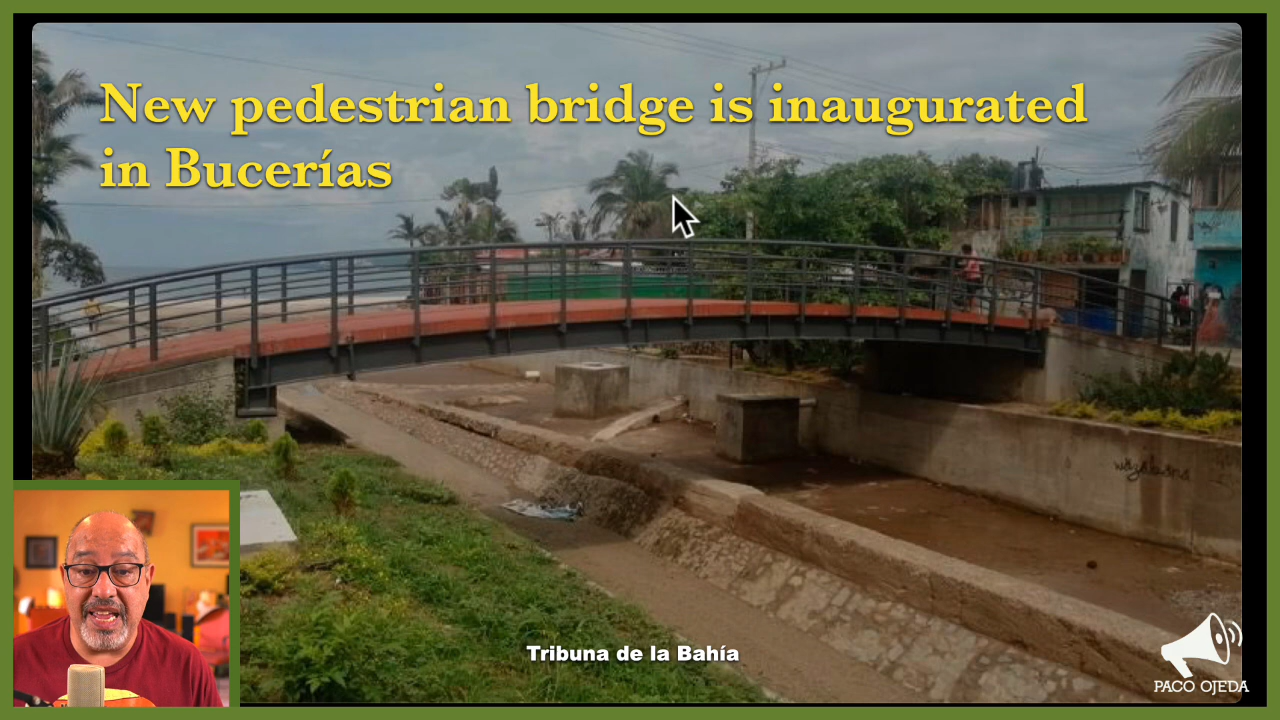 New pedestrian bridge is inaugurated
in Bucerías
Tribuna de la Bahía
PACO OJEDA